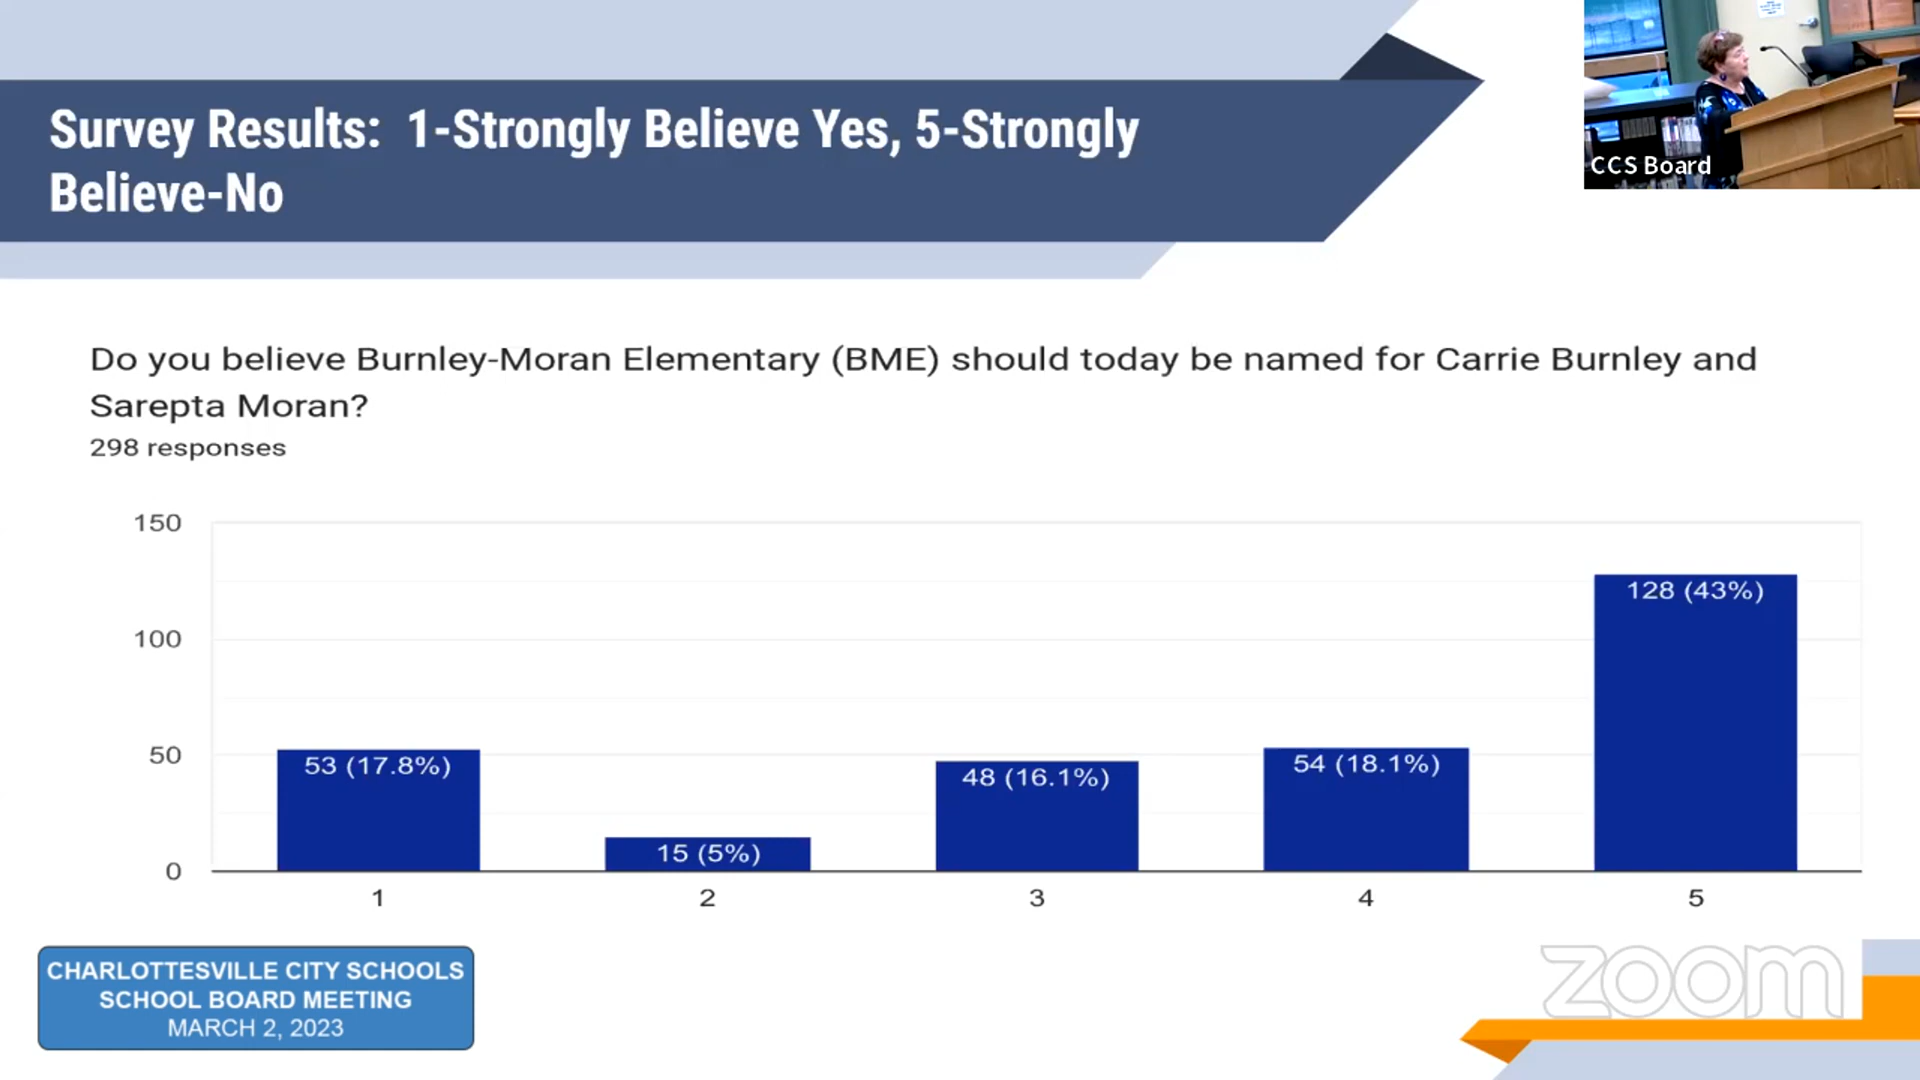 Survey Results: 1-Strongly Believe Yes, 5-Strongly
Believe-No
CCS Board
Do you believe Burnley-Moran Elementary (BME) should today be named for Carrie Burnley and
Sarepta Moran?
298 responses
150
100
50
0
53 (17.8%)
15 (5%)
48 (16.1%)
54 (18.1%)
128 (43%)
1
2
3
4
5
CHARLOTTESVILLE CITY SCHOOLS
SCHOOL BOARD MEETING
MARCH 2, 2023
zoom